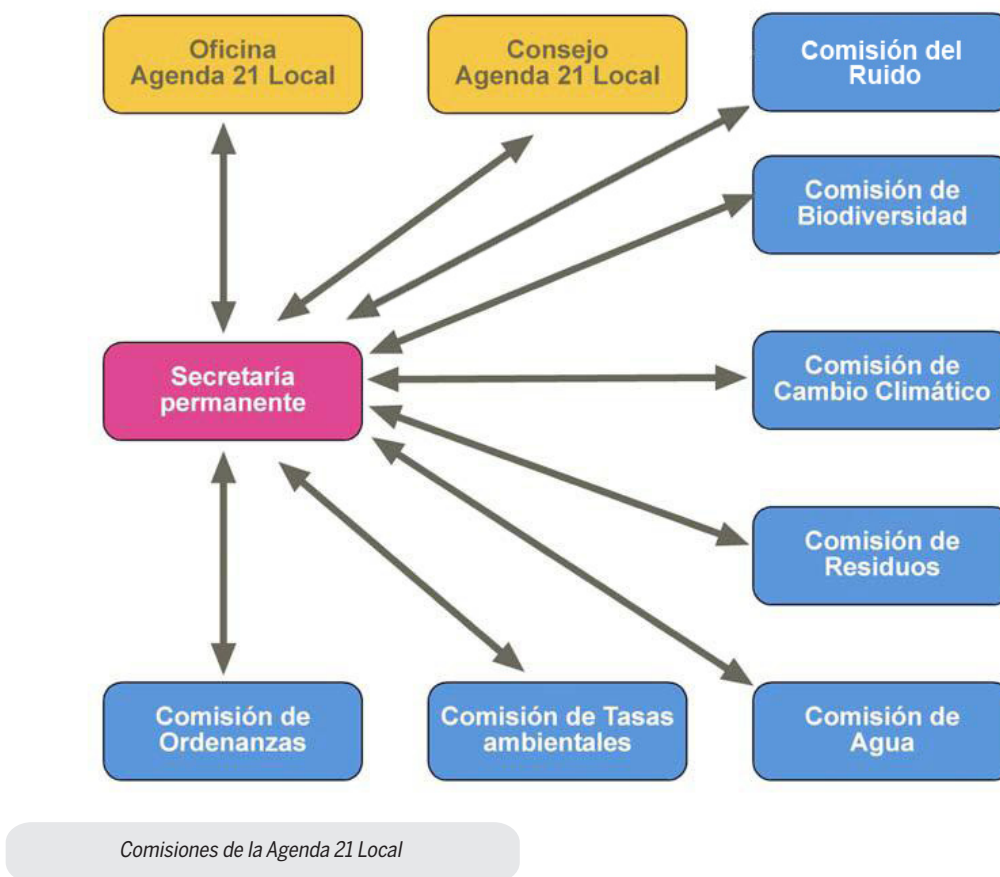 Oficina
Agenda 21 Local
Consejo
Agenda 21 Local
Comisión del
Ruido
Comisión de
Biodiversidad
Secretaría
permanente
Comisión de
Cambio Climático
Comisión de
Residuos
Comisión de
Ordenanzas
Comisión de Tasas
ambientales
Comisión de
Agua
Comisiones de la Agenda 21 Local